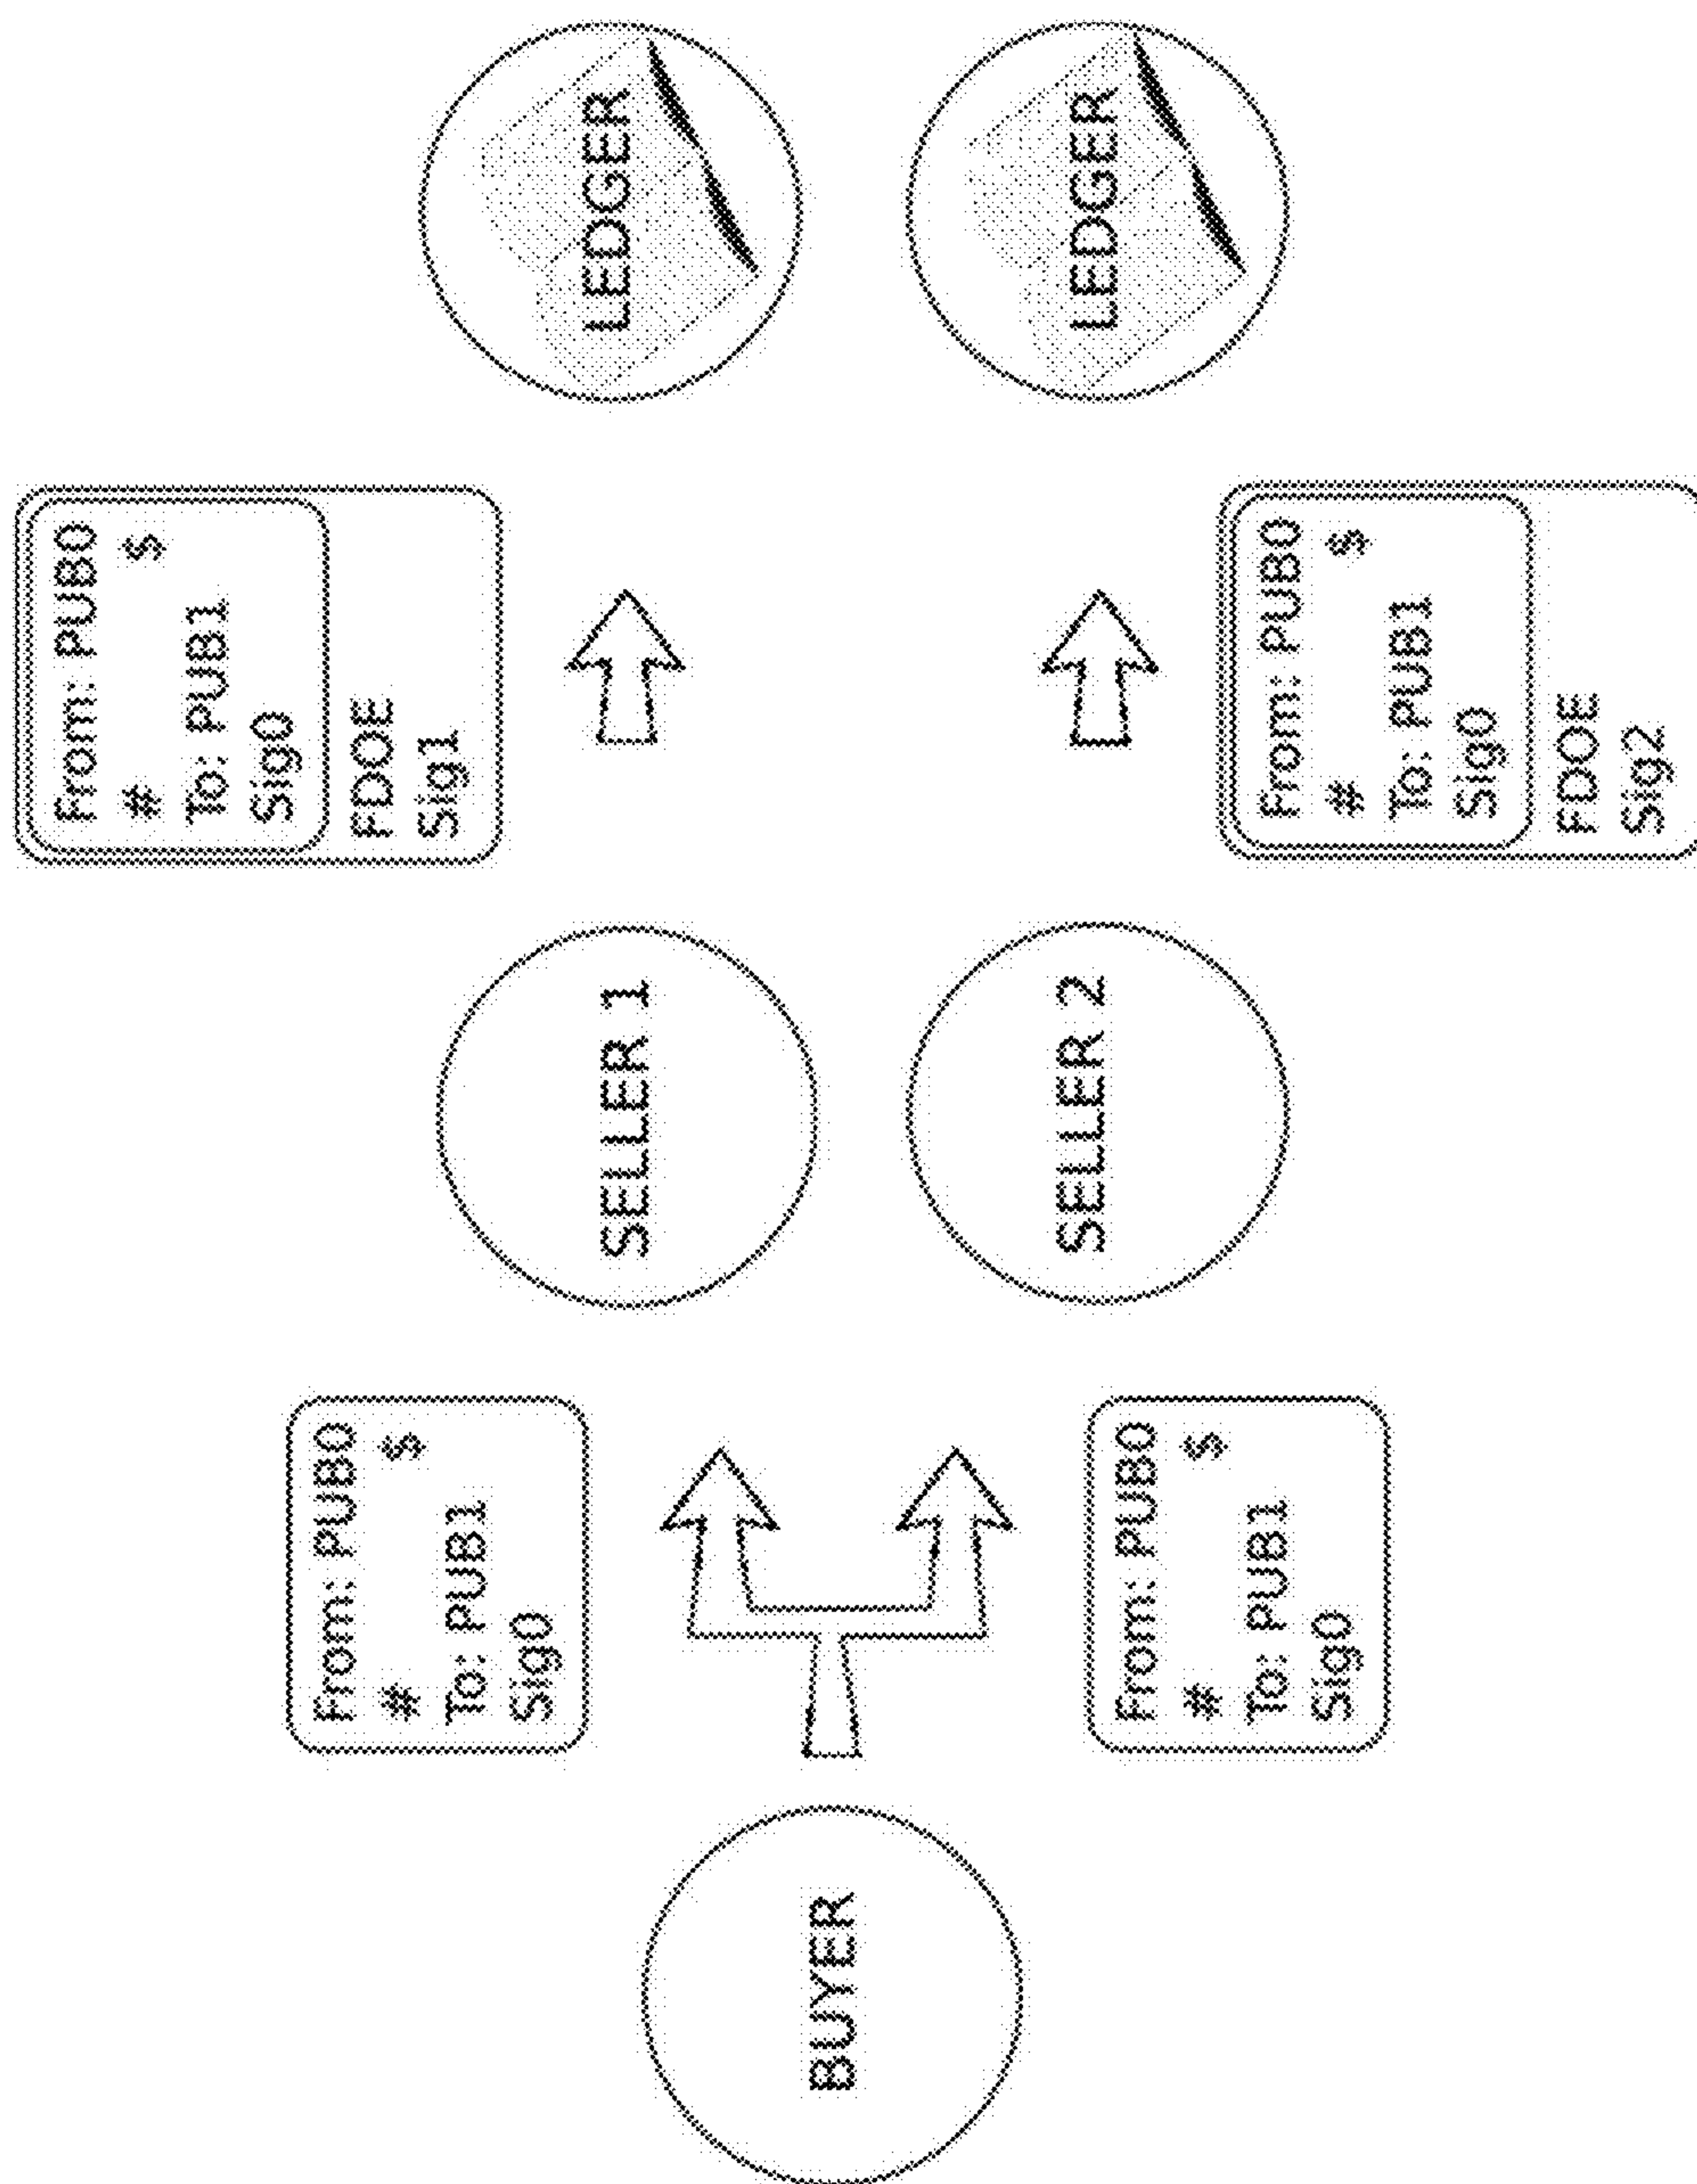 BUYER
From: PUB0
# $
To: PUB1
Sig0
From: PUB0
# $
To: PUB1
Sig0
SELLER 1
SELLER 2
From: PUB0
# $
To: PUB1
Sig0
FDOE
Sig1
From: PUB0
# $
To: PUB1
Sig0
FDOE
Sig2
LEDGER
LEDGER